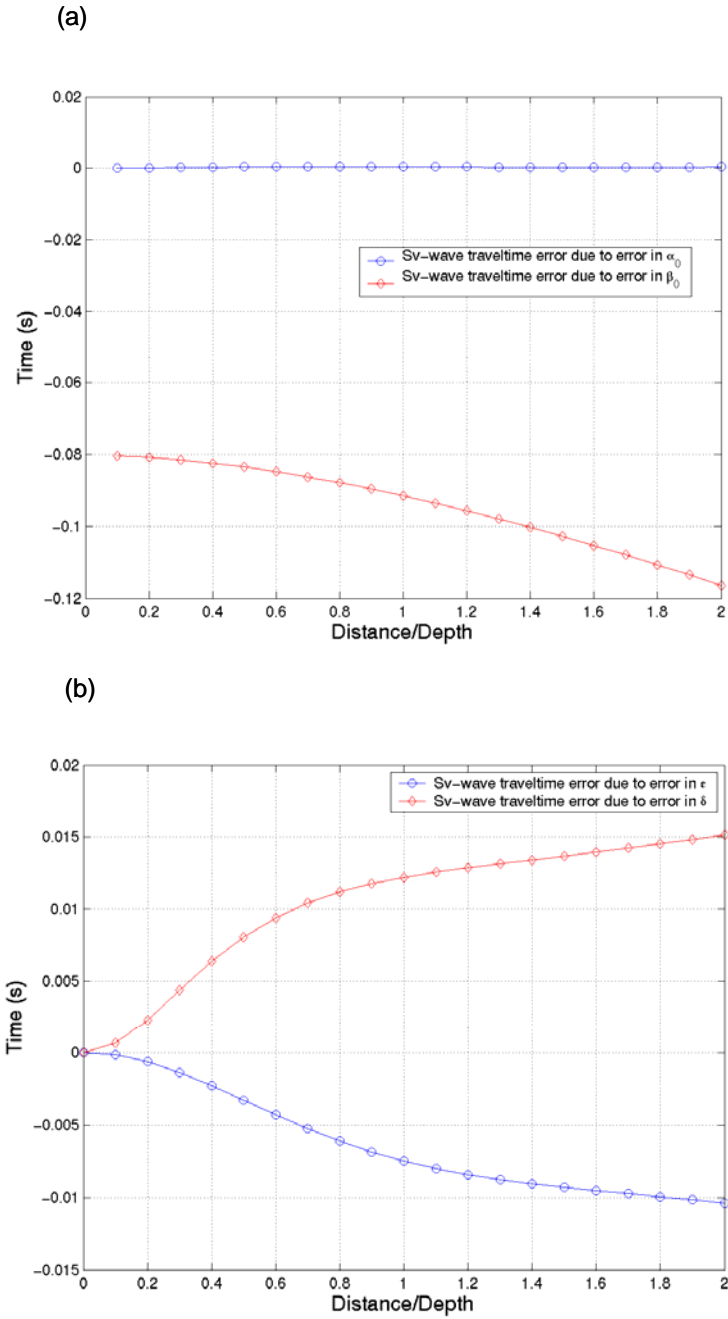 (a)
0.02
0
−0.02
−0.04
−0.06
−0.08
−0.1
−0.12
Time (s)
Sv−wave traveltime error due to error in α₀
Sv−wave traveltime error due to error in β₀
0 0.2 0.4 0.6 0.8 1 1.2 1.4 1.6 1.8 2
Distance/Depth
(b)
0.02
0.015
0.01
0.005
0
−0.005
−0.01
−0.015
Time (s)
Sv−wave traveltime error due to error in ε
Sv−wave traveltime error due to error in δ
0 0.2 0.4 0.6 0.8 1 1.2 1.4 1.6 1.8 2
Distance/Depth